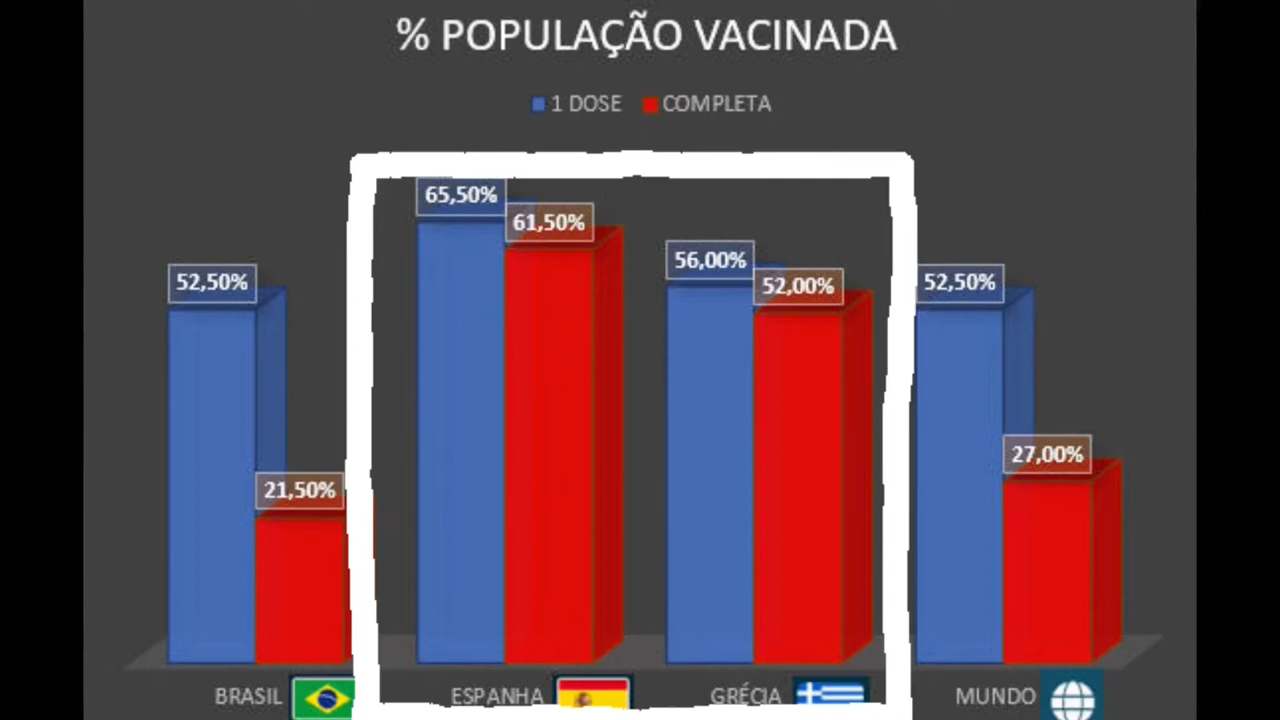 % POPULAÇÃO VACINADA
1 DOSE COMPLETA
65,50%
61,50%
56,00%
52,00%
52,50%
52,50%
27,00%
21,50%
BRASIL ESPANHA GRÉCIA MUNDO